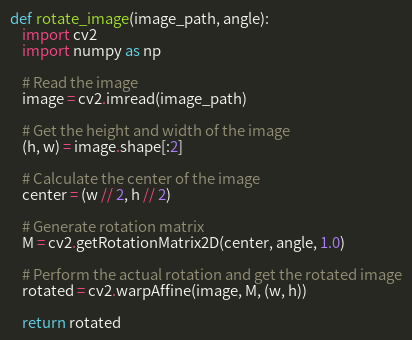 def rotate_image(image_path, angle):
import cv2
import numpy as np
# Read the image
image = cv2.imread(image_path)
# Get the height and width of the image
(h, w) = image.shape[:2]
# Calculate the center of the image
center = (w // 2, h // 2)
# Generate rotation matrix
M = cv2.getRotationMatrix2D(center, angle, 1.0)
# Perform the actual rotation and get the rotated image
rotated = cv2.warpAffine(image, M, (w, h))
return rotated